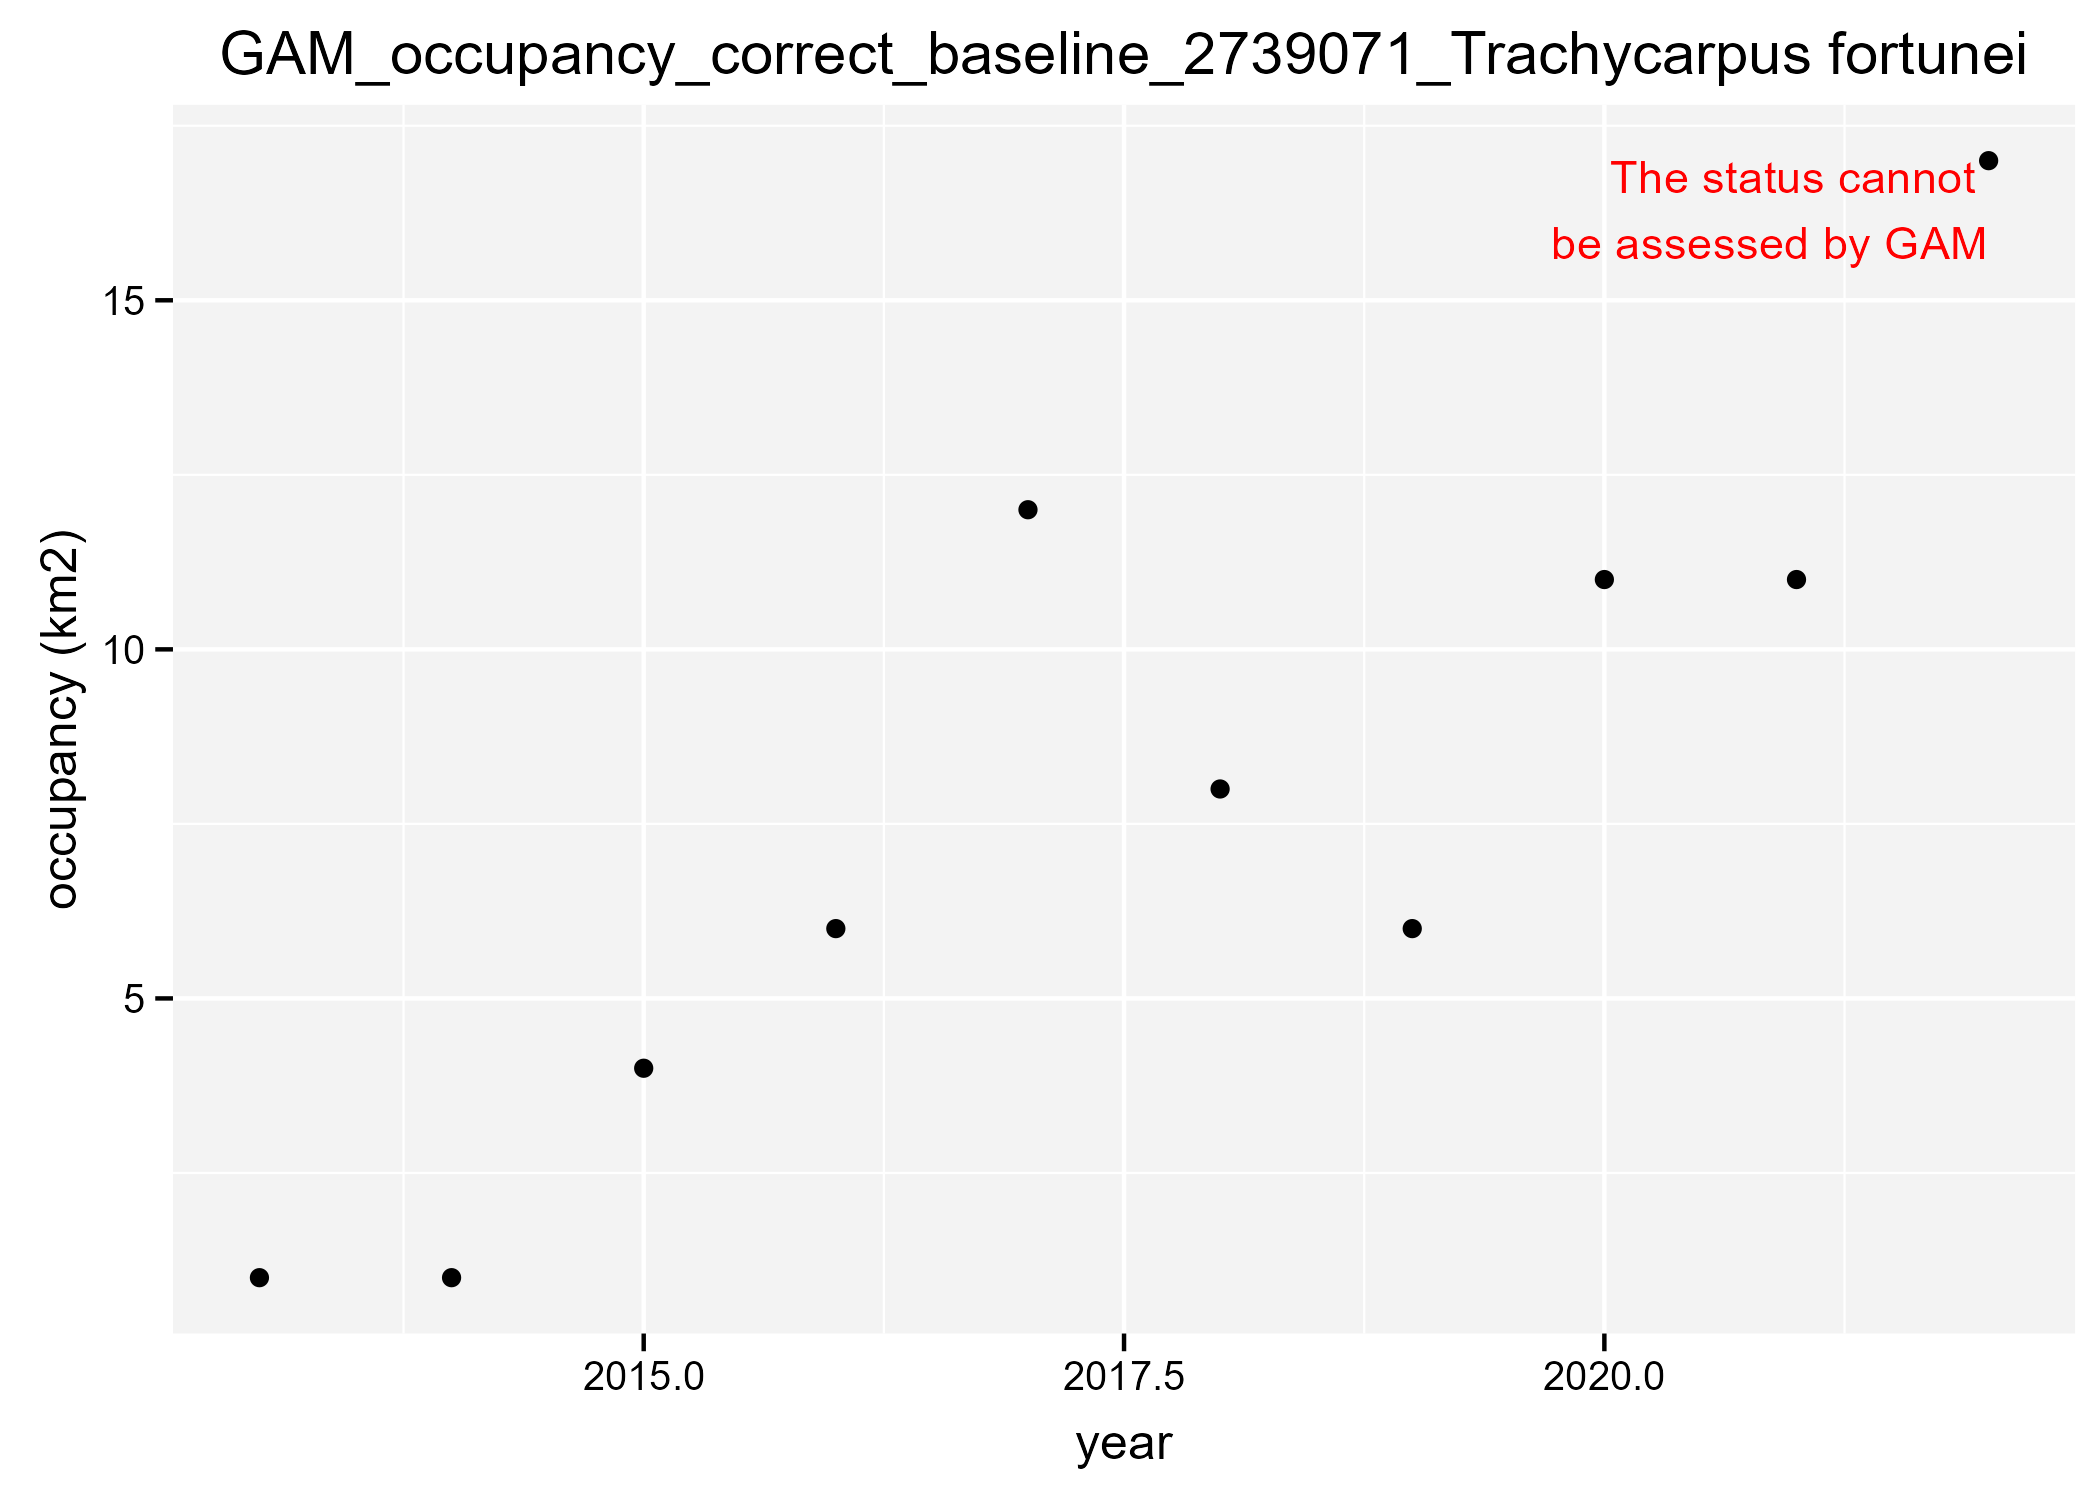 GAM_occupancy_correct_baseline_2739071_Trachycarpus fortunei
The status cannot
be assessed by GAM
15
10
5
occupancy (km2)
2015.0
2017.5
2020.0
year